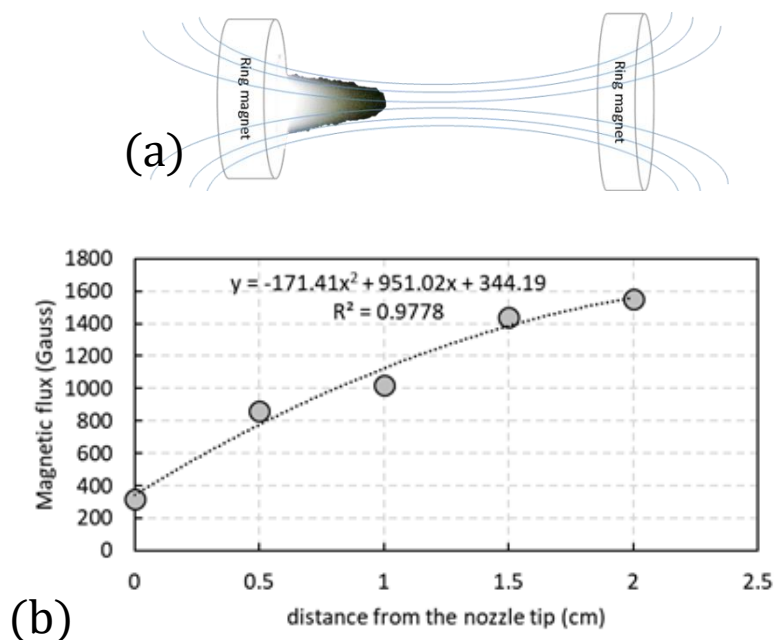 Ring magnet
Ring magnet
(a)
1800
1600
1400
1200
1000
800
600
400
200
0
y = -171.41x² + 951.02x + 344.19
R² = 0.9778
Magnetic flux (Gauss)
0 0.5 1 1.5 2 2.5
distance from the nozzle tip (cm)
(b)